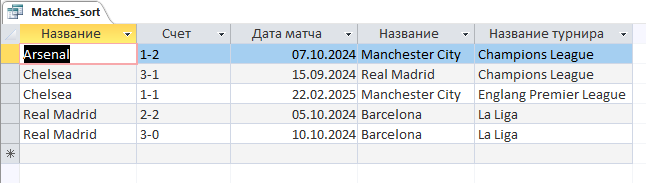 Matches_sort
Название Счет Дата матча Название Название турнира
Arsenal 1-2 07.10.2024 Manchester City Champions League
Chelsea 3-1 15.09.2024 Real Madrid Champions League
Chelsea 1-1 22.02.2025 Manchester City Englang Premier League
Real Madrid 2-2 05.10.2024 Barcelona La Liga
Real Madrid 3-0 10.10.2024 Barcelona La Liga